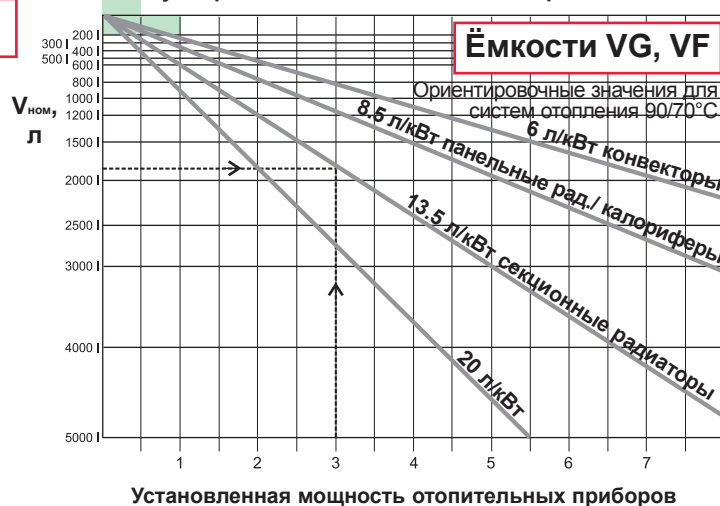 Ёмкости VG, VF
Ориентировочные значения для
систем отопления 90/70°C
Vном,
л
200 l
300 l
400 l
500 l
600 l
800 l
1000 l
1200 l
1500 l
2000 l
2500 l
3000 l
4000 l
5000 l
6 л/кВт конвекторы
8.5 л/кВт панельные рад./ калориферы
13.5 л/кВт секционные радиаторы
20 л/кВт
1 2 3 4 5 6 7
Установленная мощность отопительных приборов